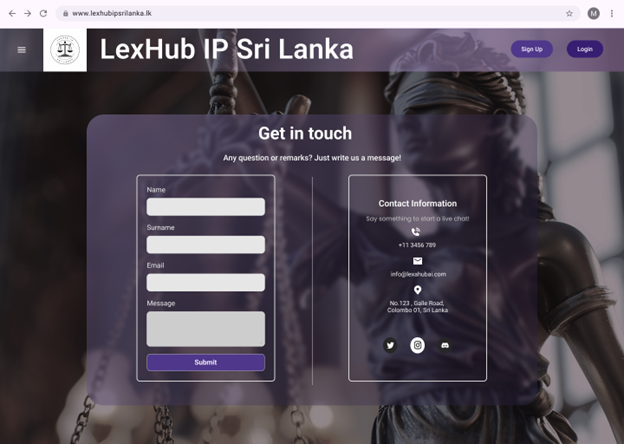 www.lexhubipsrilanka.lk
M
LexHub IP Sri Lanka
Sign Up
Login
Get in touch
Any question or remarks? Just write us a message!
Name
Surname
Email
Message
Submit
Contact Information
Say something to start a live chat!
+11 3456 789
info@lexahubai.com
No.123 , Galle Road,
Colombo 01, Sri Lanka